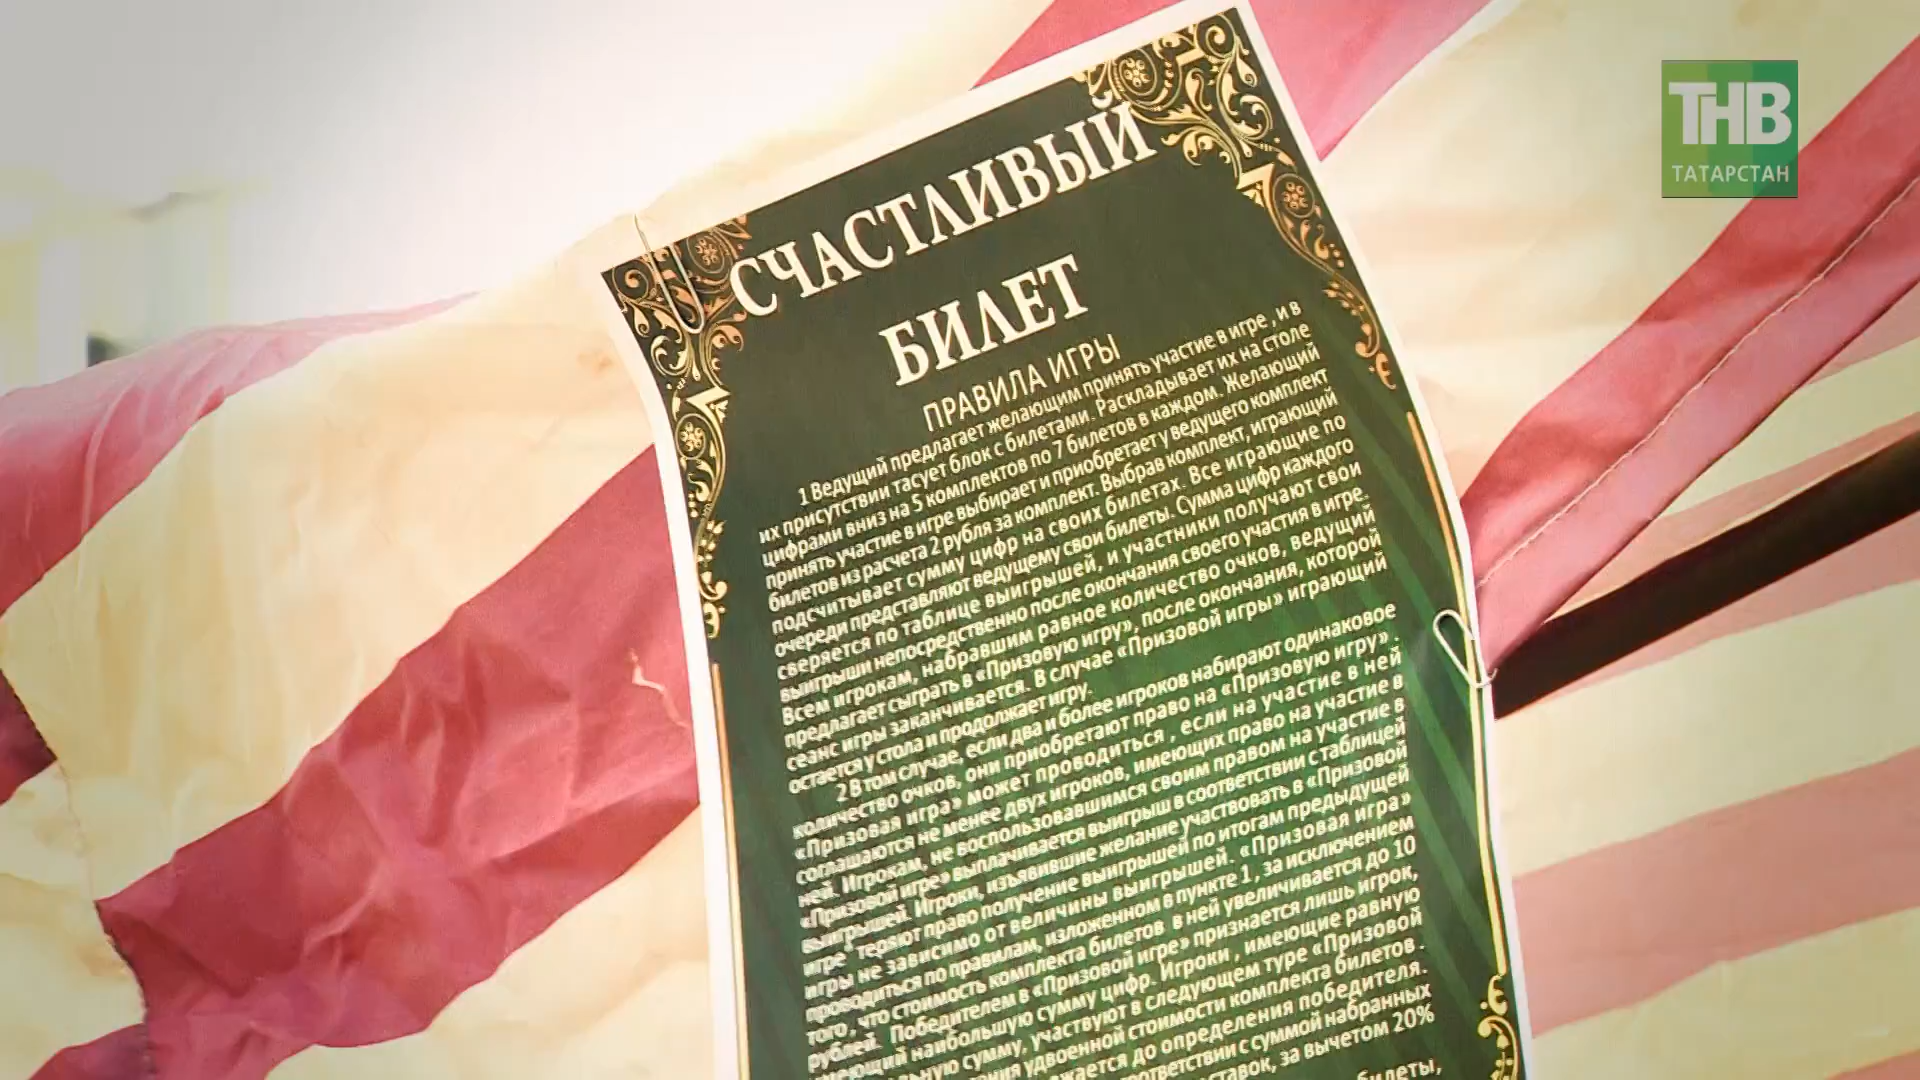 ТНВ
ТАТАРСТАН
СЧАСТЛИВЫЙ
БИЛЕТ
ПРАВИЛА ИГРЫ
1 Ведущий предлагает желающим принять участие в игре , и в
их присутствии тасует блок с билетами . Раскладывает их на столе
цифрами вниз на 5 комплектов по 7 билетов в каждом. Желающий
принять участие в игре выбирает и приобретает у ведущего комплект
билетов из расчета 2 рубля за комплект. Выбрав комплект, играющий
подсчитывает сумму цифр на своих билетах. Все играющие по
очереди представляют ведущему свои билеты. Сумма цифр каждого
сверяется по таблице выигрышей, и участники получают свои
выигрыши непосредственно после окончания своего участия в игре.
Всем игрокам, набравшим равное количество очков, ведущий
предлагает сыграть в «Призовую игру», после окончания, которой
сеанс игры заканчивается. В случае «Призовой игры» играющий
остается у стола и продолжает игру.
2 В том случае, если два и более игроков набирают одинаковое
количество очков, они приобретают право на «Призовую игру» .
«Призовая игра» может проводиться , если на участие в ней
соглашаются не менее двух игроков, имеющих право на участие в
ней. Игрокам, не воспользовавшимся своим правом на участие в
«Призовой игре» выплачивается выигрыш в соответствии с таблицей
выигрышей. Игроки, изъявившие желание участвовать в «Призовой
игре" теряют право получение выигрышей по итогам предыдущей
игры не зависимо от величины выигрышей. «Призовая игра»
проводиться по правилам, изложенном в пункте 1 , за исключением
того , что стоимость комплекта билетов в ней увеличивается до 10
рублей. Победителем в «Призовой игре» признается лишь игрок,
имеющий наибольшую сумму цифр. Игроки , имеющие равную
сумму, участвуют в следующем туре «Призовой
удвоенной стоимости комплекта билетов .
до определения победителя.
с суммой набранных
за вычетом 20%
билеты,